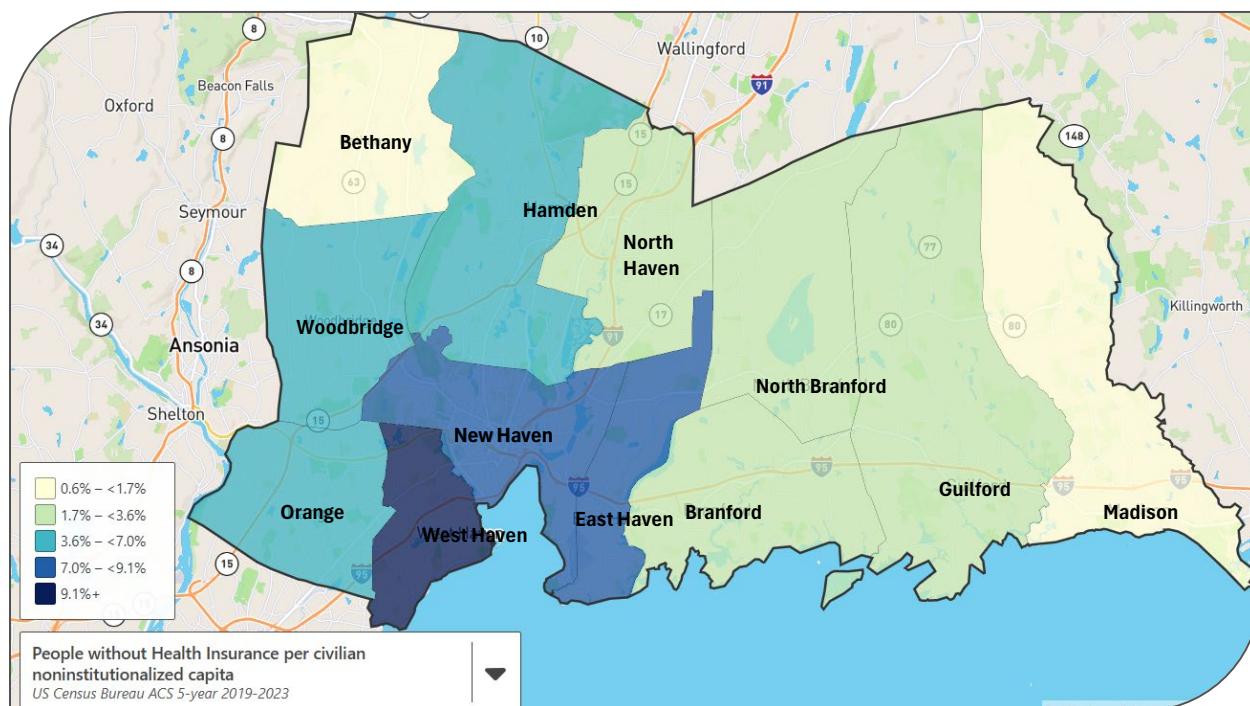 8
10
Wallingford
91
Beacon Falls
Oxford
8
15
148
Bethany
63
15
Seymour
Hamden
34
North
Haven
77
8
17
Killingworth
Woodbridge
Woodbridge
80
80
34
91
Ansonia
North Branford
Shelton
15
New Haven
95
95
95
95
Guilford
Orange
East Haven
Branford
Madison
West Haven
15
95
0.6% – <1.7%
1.7% – <3.6%
3.6% – <7.0%
7.0% – <9.1%
9.1%+
People without Health Insurance per civilian
noninstitutionalized capita
US Census Bureau ACS 5-year 2019-2023